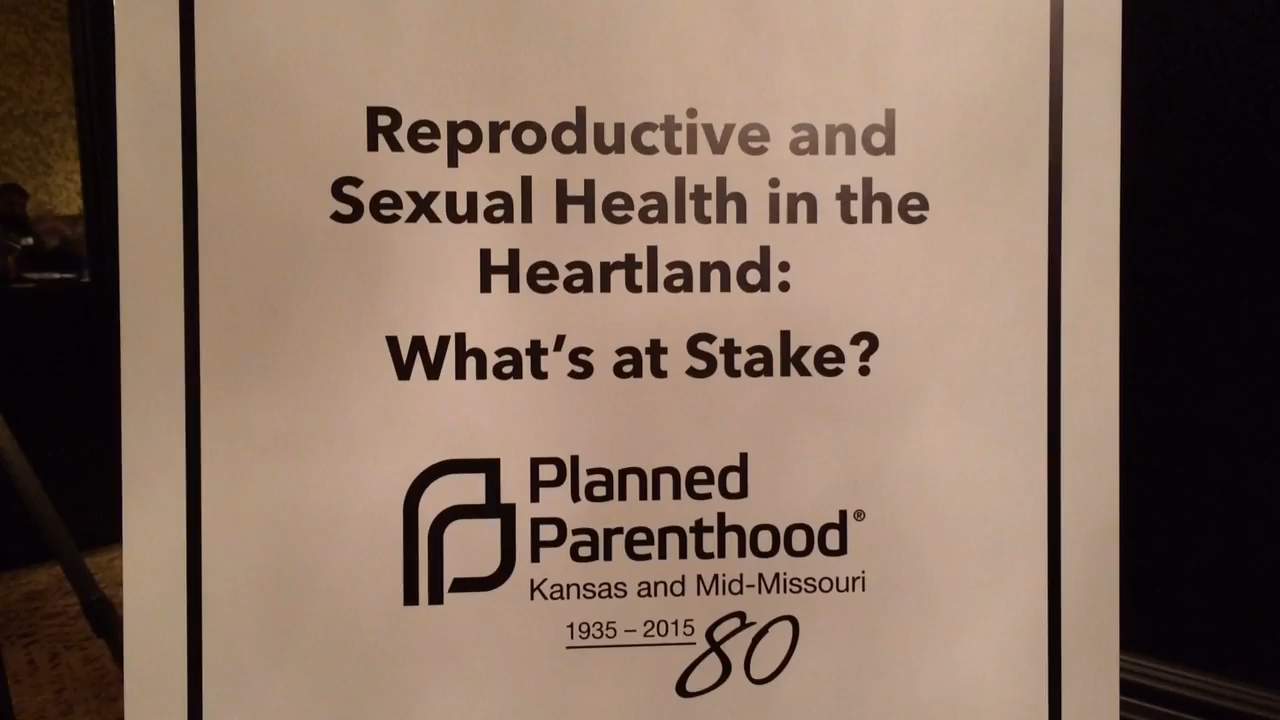 Reproductive and
Sexual Health in the
Heartland:
What's at Stake?
Planned
Parenthood®
Kansas and Mid-Missouri
1935 – 2015 80